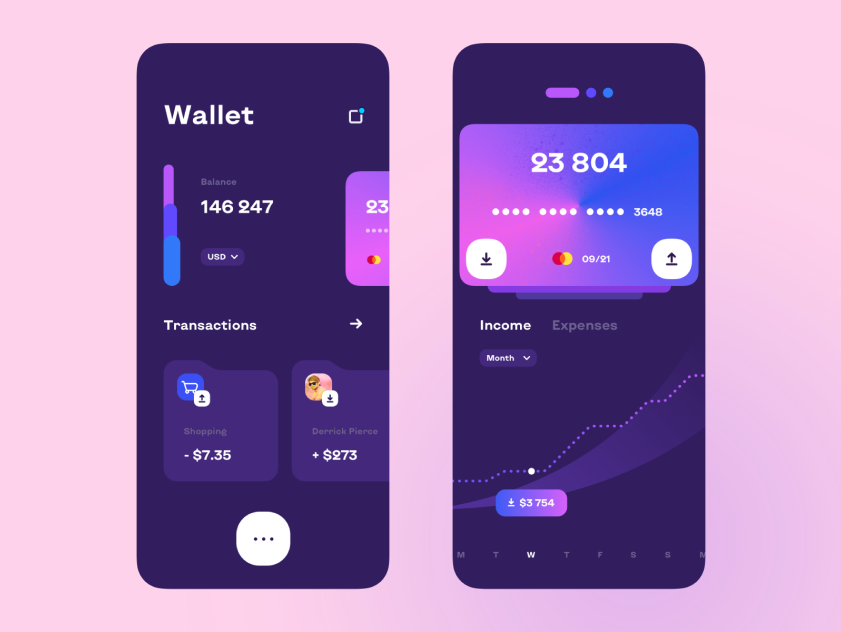 Wallet
Balance
146 247
USD
23
Transactions
Shopping
- $7.35
Derrick Pierce
+ $273
23 804
3648
09/21
Income Expenses
Month
$3 754
M T W T F S S M